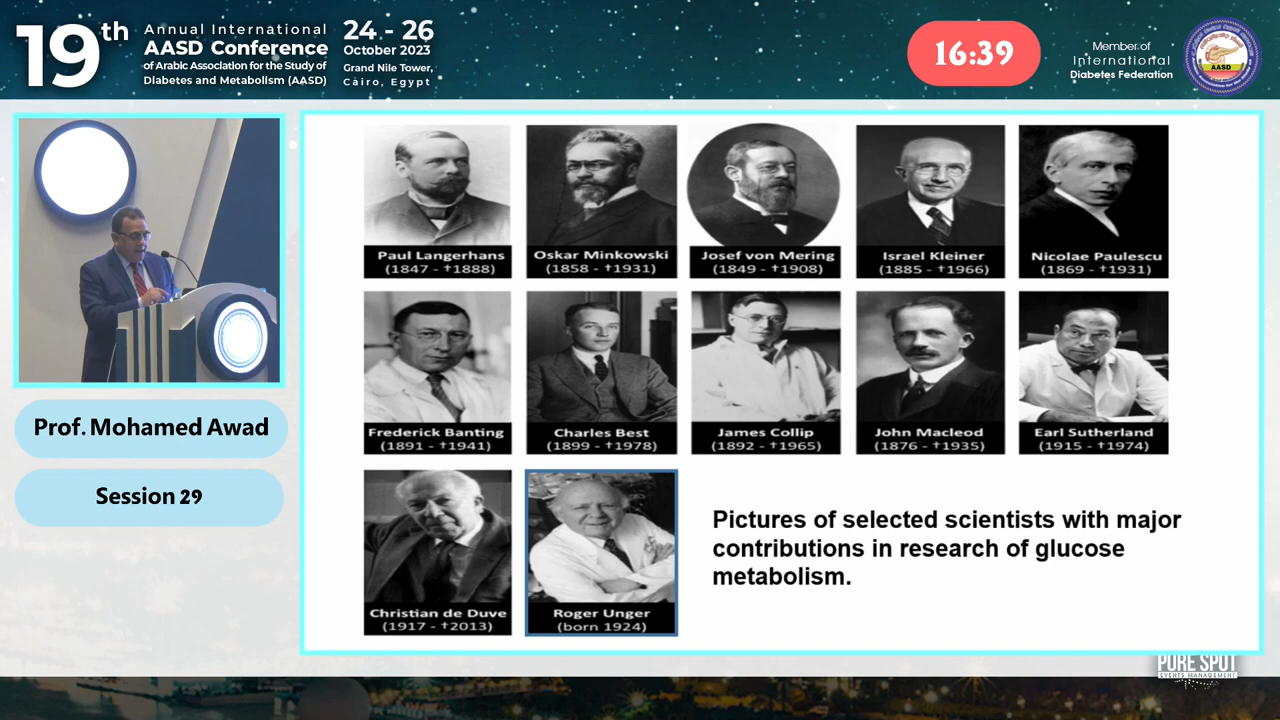 19th
Annual International
AASD Conference
of Arabic Association for the Study of
Diabetes and Metabolism (AASD)
24 - 26
October 2023
Grand Nile Tower,
Cairo, Egypt
16:39
Member of
International
Diabetes Federation
AASD
Prof. Mohamed Awad
Session 29
Paul Langerhans
(1847 - †1888)
Oskar Minkowski
(1858 - †1931)
Josef von Mering
(1849 - †1908)
Israel Kleiner
(1885 - †1966)
Nicolae Paulescu
(1869 - †1931)
Frederick Banting
(1891 - †1941)
Charles Best
(1899 - †1978)
James Collip
(1892 - †1965)
John Macleod
(1876 - †1935)
Earl Sutherland
(1915 - †1974)
Christian de Duve
(1917 - †2013)
Roger Unger
(born 1924)
Pictures of selected scientists with major
contributions in research of glucose
metabolism.
PURE SPOT
EVENTS MANAGEMENT